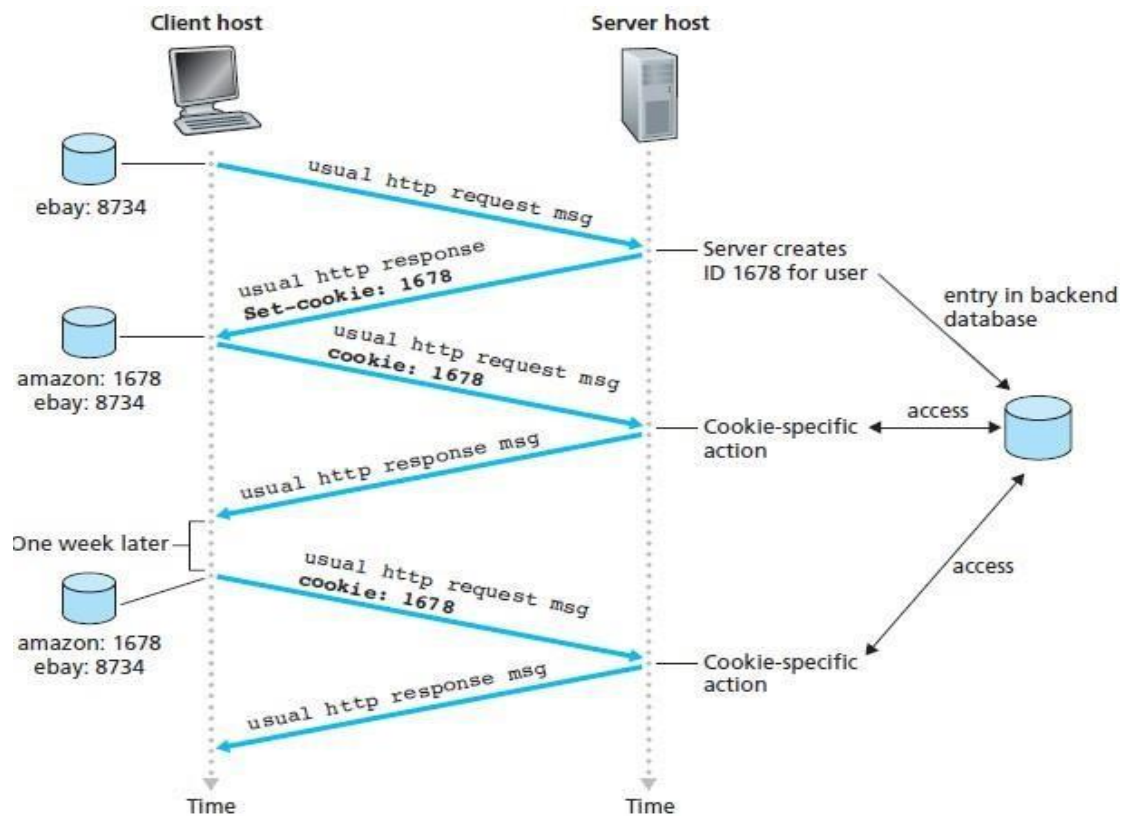 Client host
Server host
ebay: 8734
usual http request msg
Server creates
ID 1678 for user
usual http response
Set-cookie: 1678
entry in backend
database
amazon: 1678
ebay: 8734
usual http request msg
cookie: 1678
Cookie-specific
action
access
usual http response msg
One week later
usual http request msg
cookie: 1678
access
amazon: 1678
ebay: 8734
Cookie-specific
action
usual http response msg
Time
Time